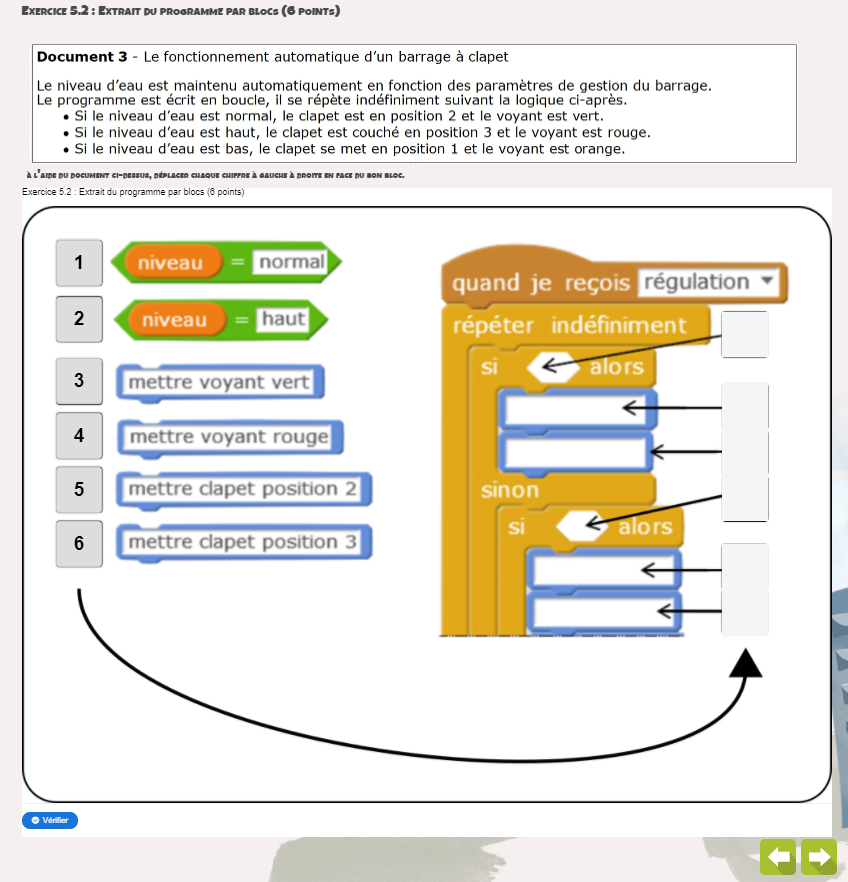 Exercice 5.2 : Extrait du programme par blocs (6 points)
Document 3 - Le fonctionnement automatique d’un barrage à clapet
Le niveau d’eau est maintenu automatiquement en fonction des paramètres de gestion du barrage.
Le programme est écrit en boucle, il se répète indéfiniment suivant la logique ci-après.
• Si le niveau d’eau est normal, le clapet est en position 2 et le voyant est vert.
• Si le niveau d’eau est haut, le clapet est couché en position 3 et le voyant est rouge.
• Si le niveau d’eau est bas, le clapet se met en position 1 et le voyant est orange.
à l'aide du document ci-dessus, déplacer chaque chiffre à gauche à droite en face du bon bloc.
Exercice 5.2 : Extrait du programme par blocs (6 points)
1 niveau = normal
2 niveau = haut
3 mettre voyant vert
4 mettre voyant rouge
5 mettre clapet position 2
6 mettre clapet position 3
quand je reçois régulation
répéter indéfiniment
si alors
sinon
si alors
Vérifier